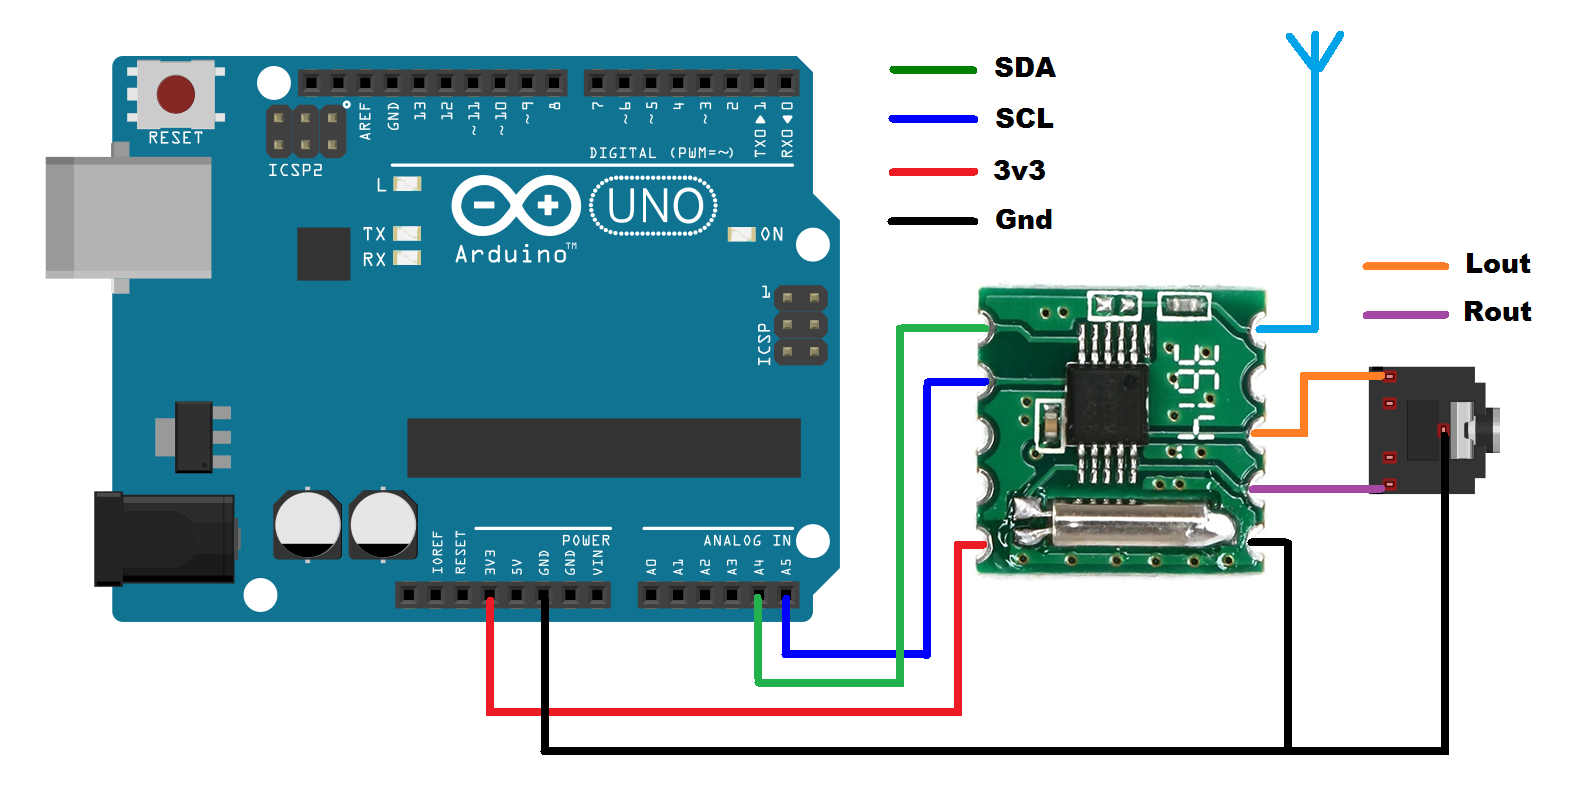 RESET
ICSP2
AREF
GND
13
12
~11
~10
~9
8
7
~6
~5
4
~3
2
TX0 ▶ 1
RX0 ◀ 0
DIGITAL (PWM=~)
L
TX
RX
UNO
Arduino™
ON
1
ICSP
POWER
ANALOG IN
IOREF
RESET
3V3
5V
GND
GND
VIN
A0
A1
A2
A3
A4
A5
SDA
SCL
3v3
Gnd
Lout
Rout